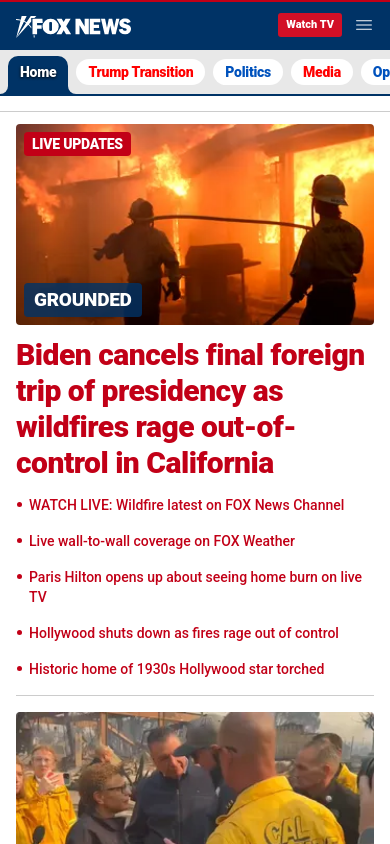 FOX NEWS
Watch TV
Home
Trump Transition
Politics
Media
Op
LIVE UPDATES
GROUNDED
Biden cancels final foreign
trip of presidency as
wildfires rage out-of-
control in California
• WATCH LIVE: Wildfire latest on FOX News Channel
• Live wall-to-wall coverage on FOX Weather
• Paris Hilton opens up about seeing home burn on live
TV
• Hollywood shuts down as fires rage out of control
• Historic home of 1930s Hollywood star torched
CAL